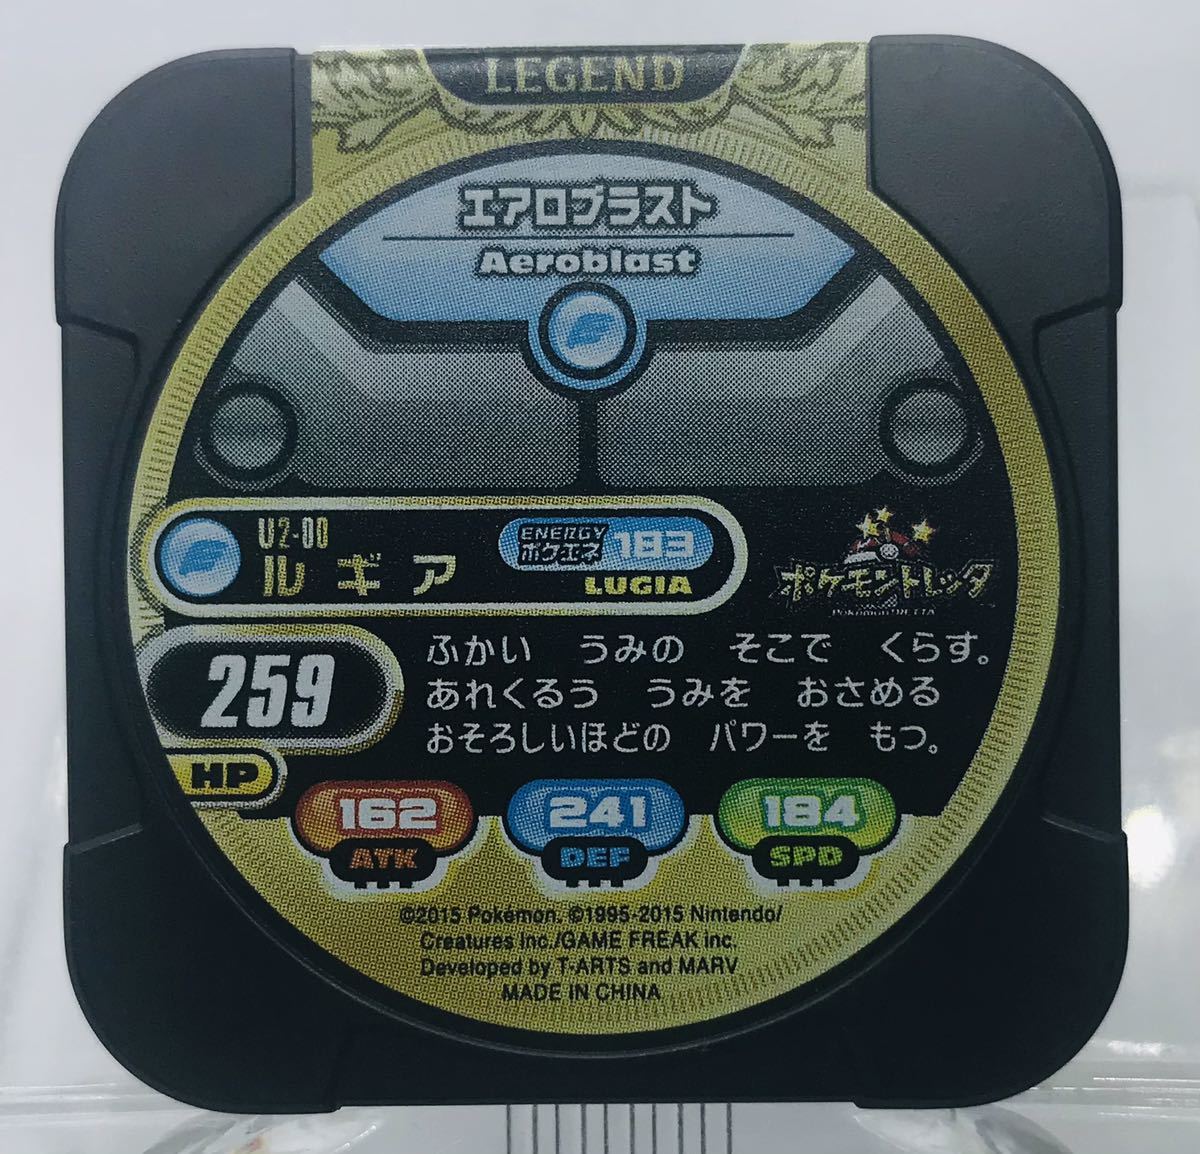 LEGEND
エアロブラスト
Aeroblast
U2-00
ルギア
ENERGY
ポケエネ
183
LUGIA
ポケモントレッタ
POKÉMON TRETTA
259
HP
ふかい うみの そこで くらす。
あれくるう うみを おさめる
おそろしいほどの パワーを もつ。
162
ATK
241
DEF
184
SPD
©2015 Pokémon. ©1995-2015 Nintendo/
Creatures Inc./GAME FREAK inc.
Developed by T-ARTS and MARV
MADE IN CHINA